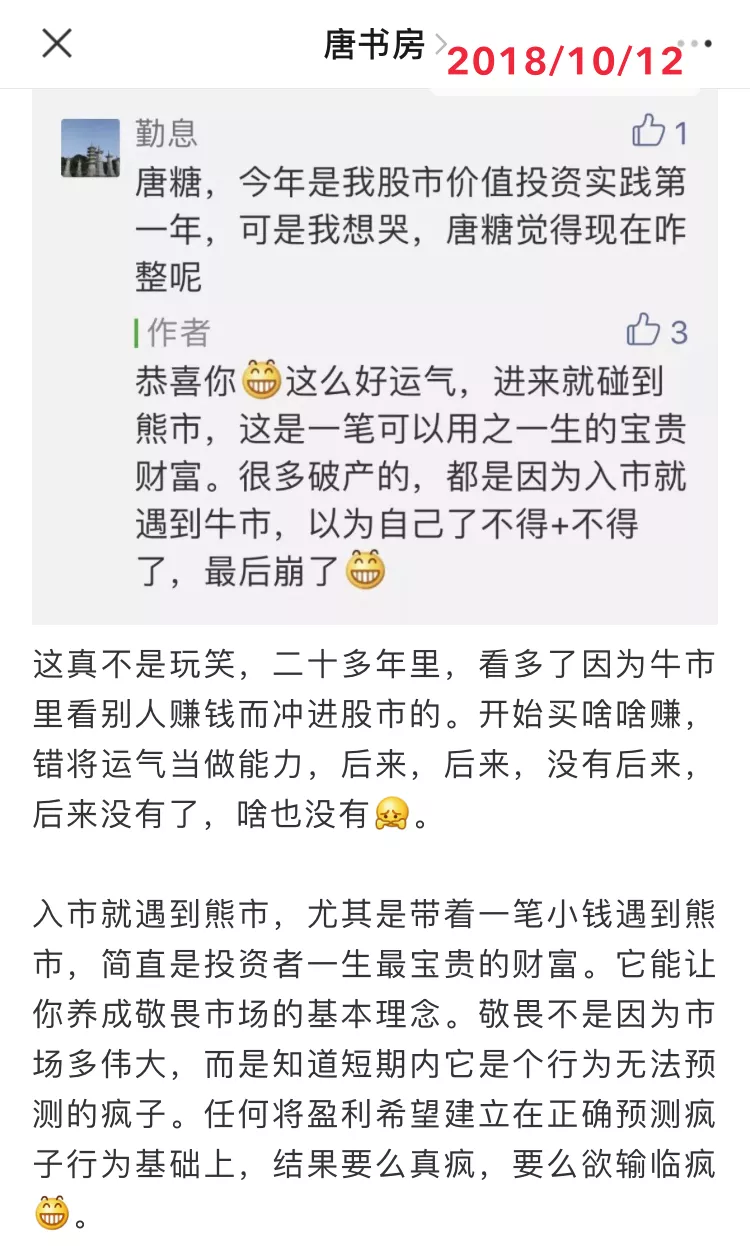 唐书房
2018/10/12
勤息
1
唐糖，今年是我股市价值投资实践第
一年，可是我想哭，唐糖觉得现在咋
整呢
作者
3
恭喜你😁这么好运气，进来就碰到
熊市，这是一笔可以用之一生的宝贵
财富。很多破产的，都是因为入市就
遇到牛市，以为自己了不得+不得
了，最后崩了😁
这真不是玩笑，二十多年里，看多了因为牛市
里看别人赚钱而冲进股市的。开始买啥啥赚，
错将运气当做能力，后来，后来，没有后来，
后来没有了，啥也没有😫。
入市就遇到熊市，尤其是带着一笔小钱遇到熊
市，简直是投资者一生最宝贵的财富。它能让
你养成敬畏市场的基本理念。敬畏不是因为市
场多伟大，而是知道短期内它是个行为无法预
测的疯子。任何将盈利希望建立在正确预测疯
子行为基础上，结果要么真疯，要么欲输临疯
😁。